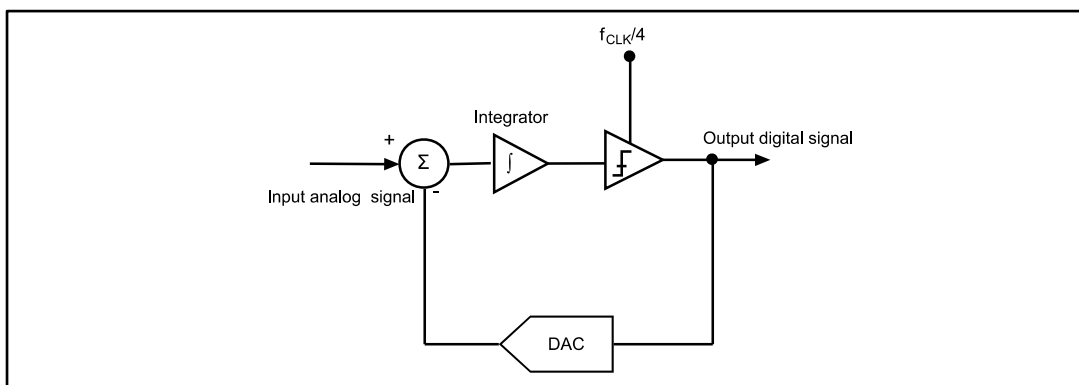 f_CLK/4
Integrator
+
Σ
∫
Output digital signal
Input analog signal
-
DAC